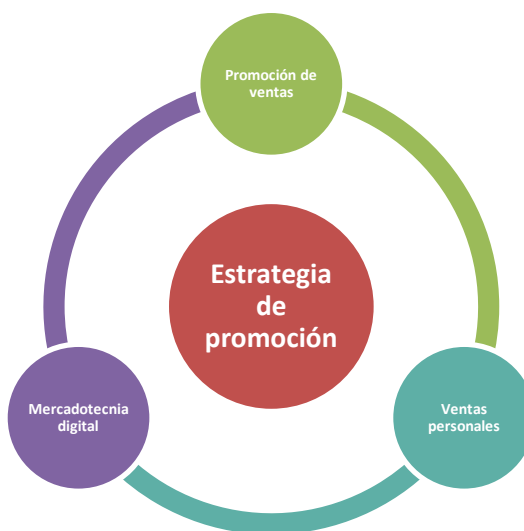 Promoción de
ventas
Estrategia
de
promoción
Mercadotecnia
digital
Ventas
personales